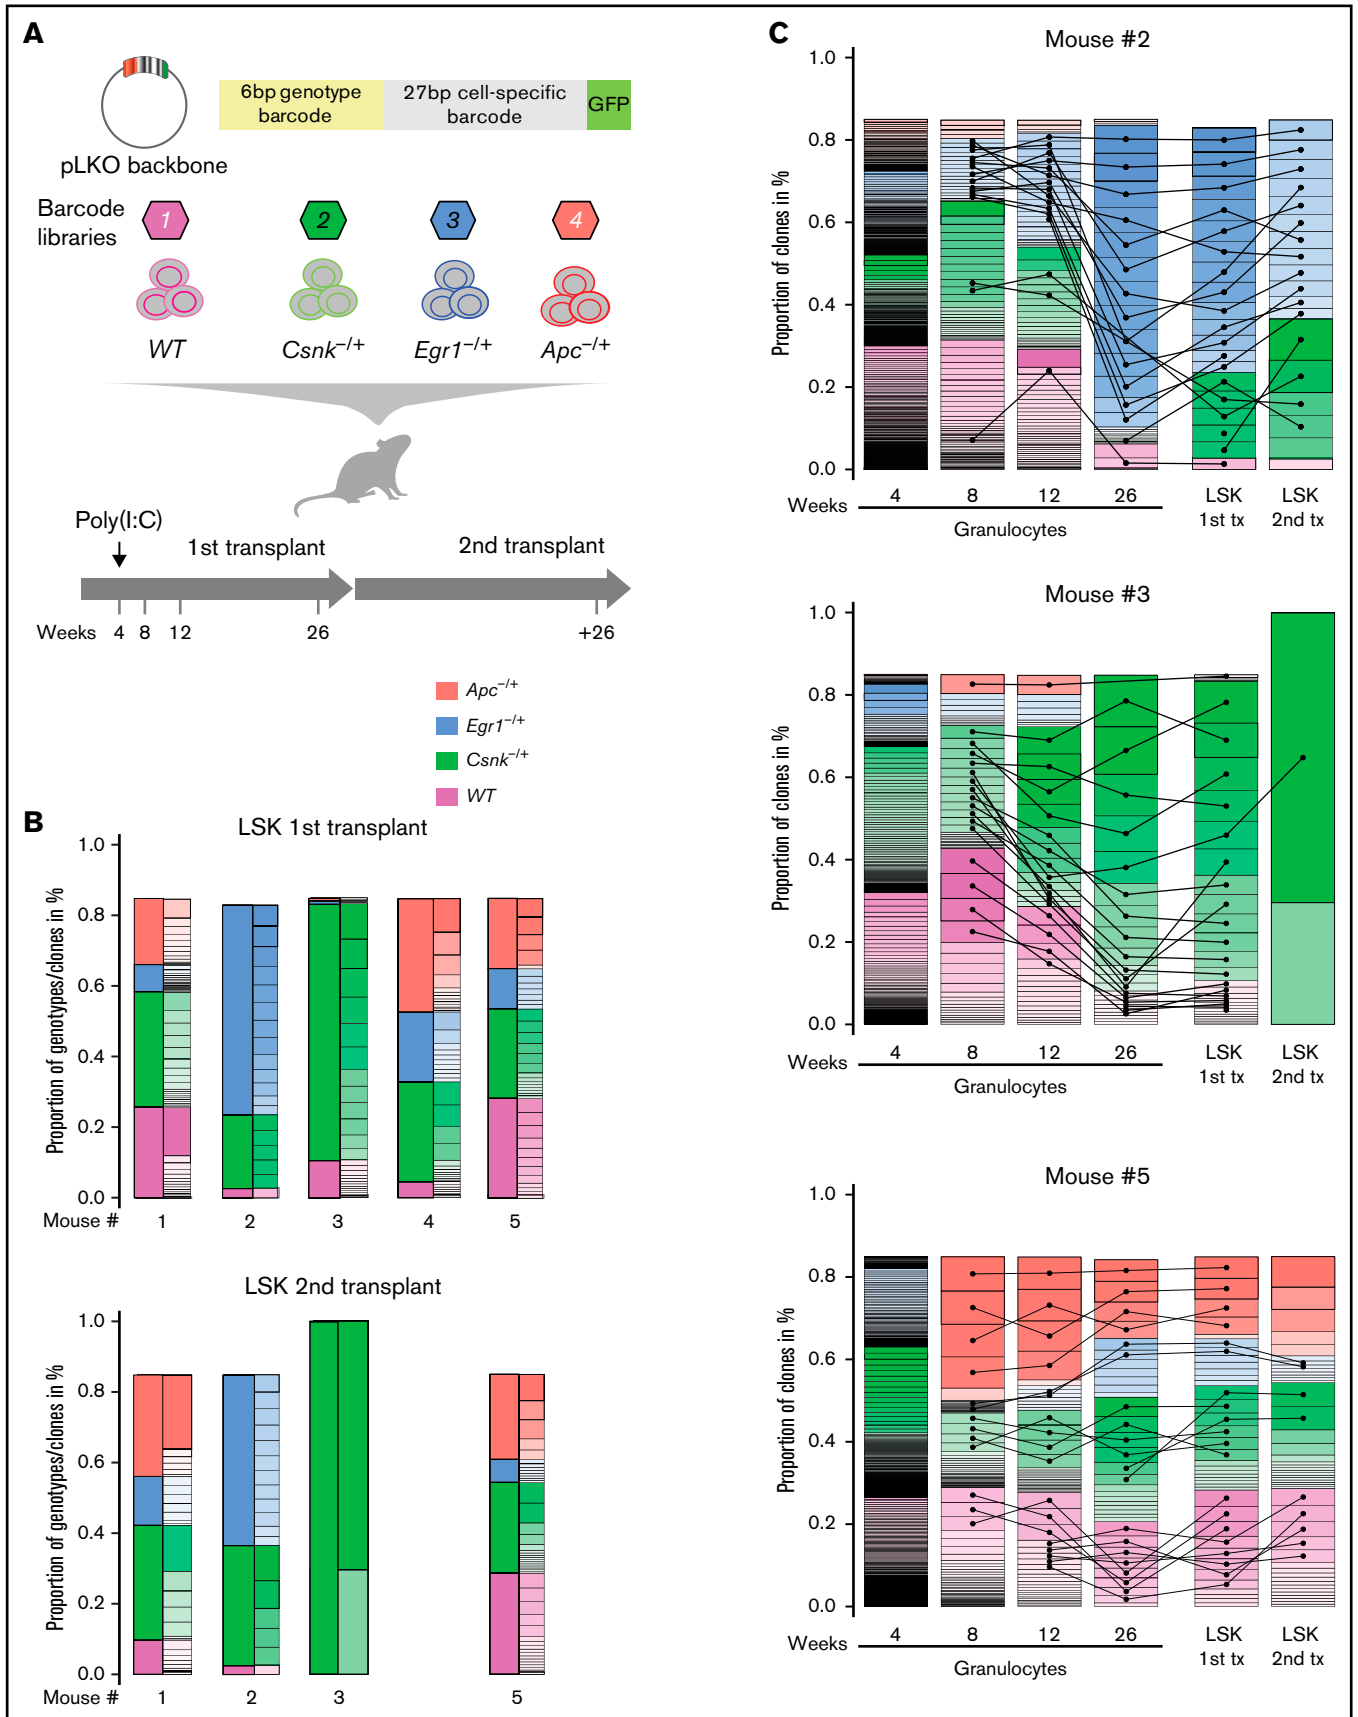 A
6bp genotype
barcode
27bp cell-specific
barcode
GFP
pLKO backbone
Barcode
libraries
1
2
3
4
WT
Csnk−/+
Egr1−/+
Apc−/+
Poly(I:C)
1st transplant
2nd transplant
Weeks 4 8 12 26 +26
Apc−/+
Egr1−/+
Csnk−/+
WT
B
LSK 1st transplant
Proportion of genotypes/clones in %
1.0
0.8
0.6
0.4
0.2
0.0
Mouse # 1 2 3 4 5
LSK 2nd transplant
Proportion of genotypes/clones in %
1.0
0.8
0.6
0.4
0.2
0.0
Mouse # 1 2 3 5
C
Mouse #2
Proportion of clones in %
1.0
0.8
0.6
0.4
0.2
0.0
Weeks 4 8 12 26 LSK LSK
1st tx 2nd tx
Granulocytes
Mouse #3
Proportion of clones in %
1.0
0.8
0.6
0.4
0.2
0.0
Weeks 4 8 12 26 LSK LSK
1st tx 2nd tx
Granulocytes
Mouse #5
Proportion of clones in %
1.0
0.8
0.6
0.4
0.2
0.0
Weeks 4 8 12 26 LSK LSK
1st tx 2nd tx
Granulocytes